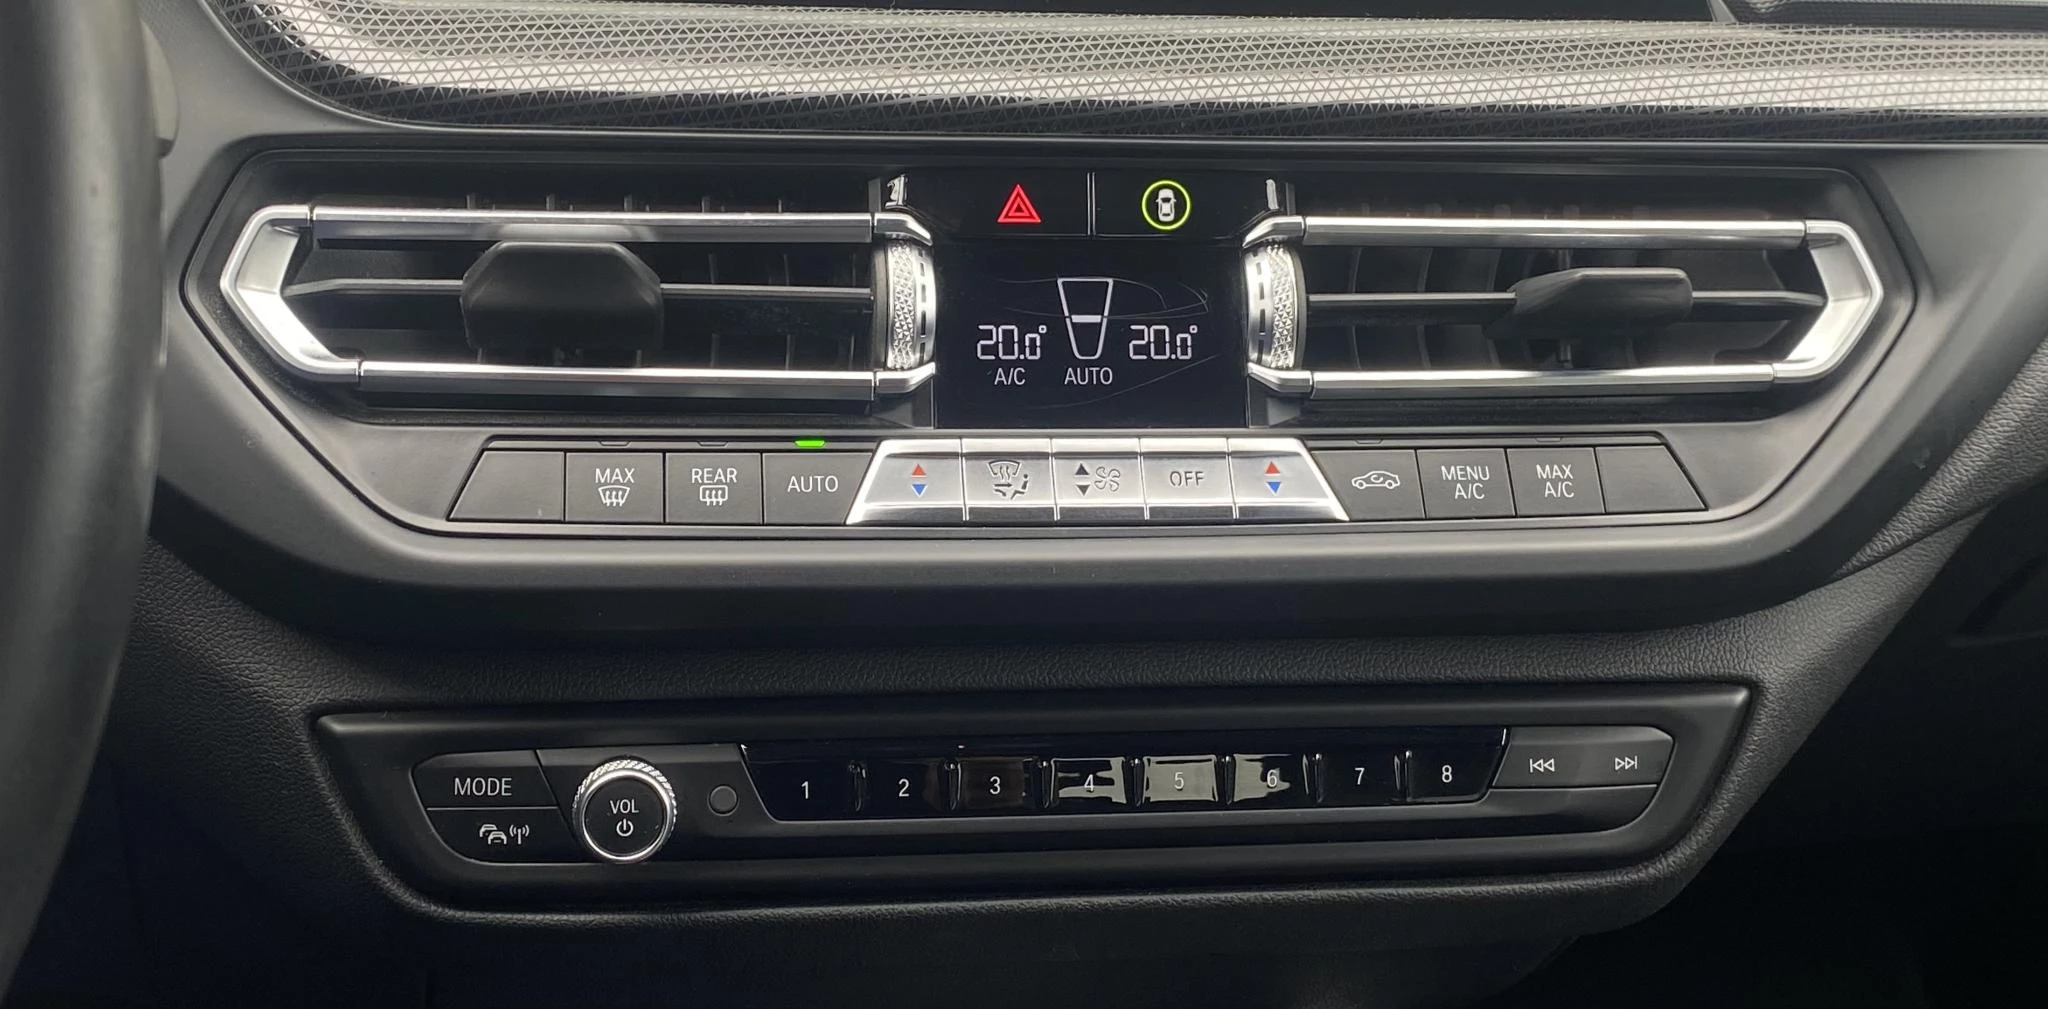 20.0° 20.0°
A/C AUTO
MAX
REAR
AUTO
OFF
MENU
A/C
MAX
A/C
MODE
VOL
1 2 3 4 5 6 7 8